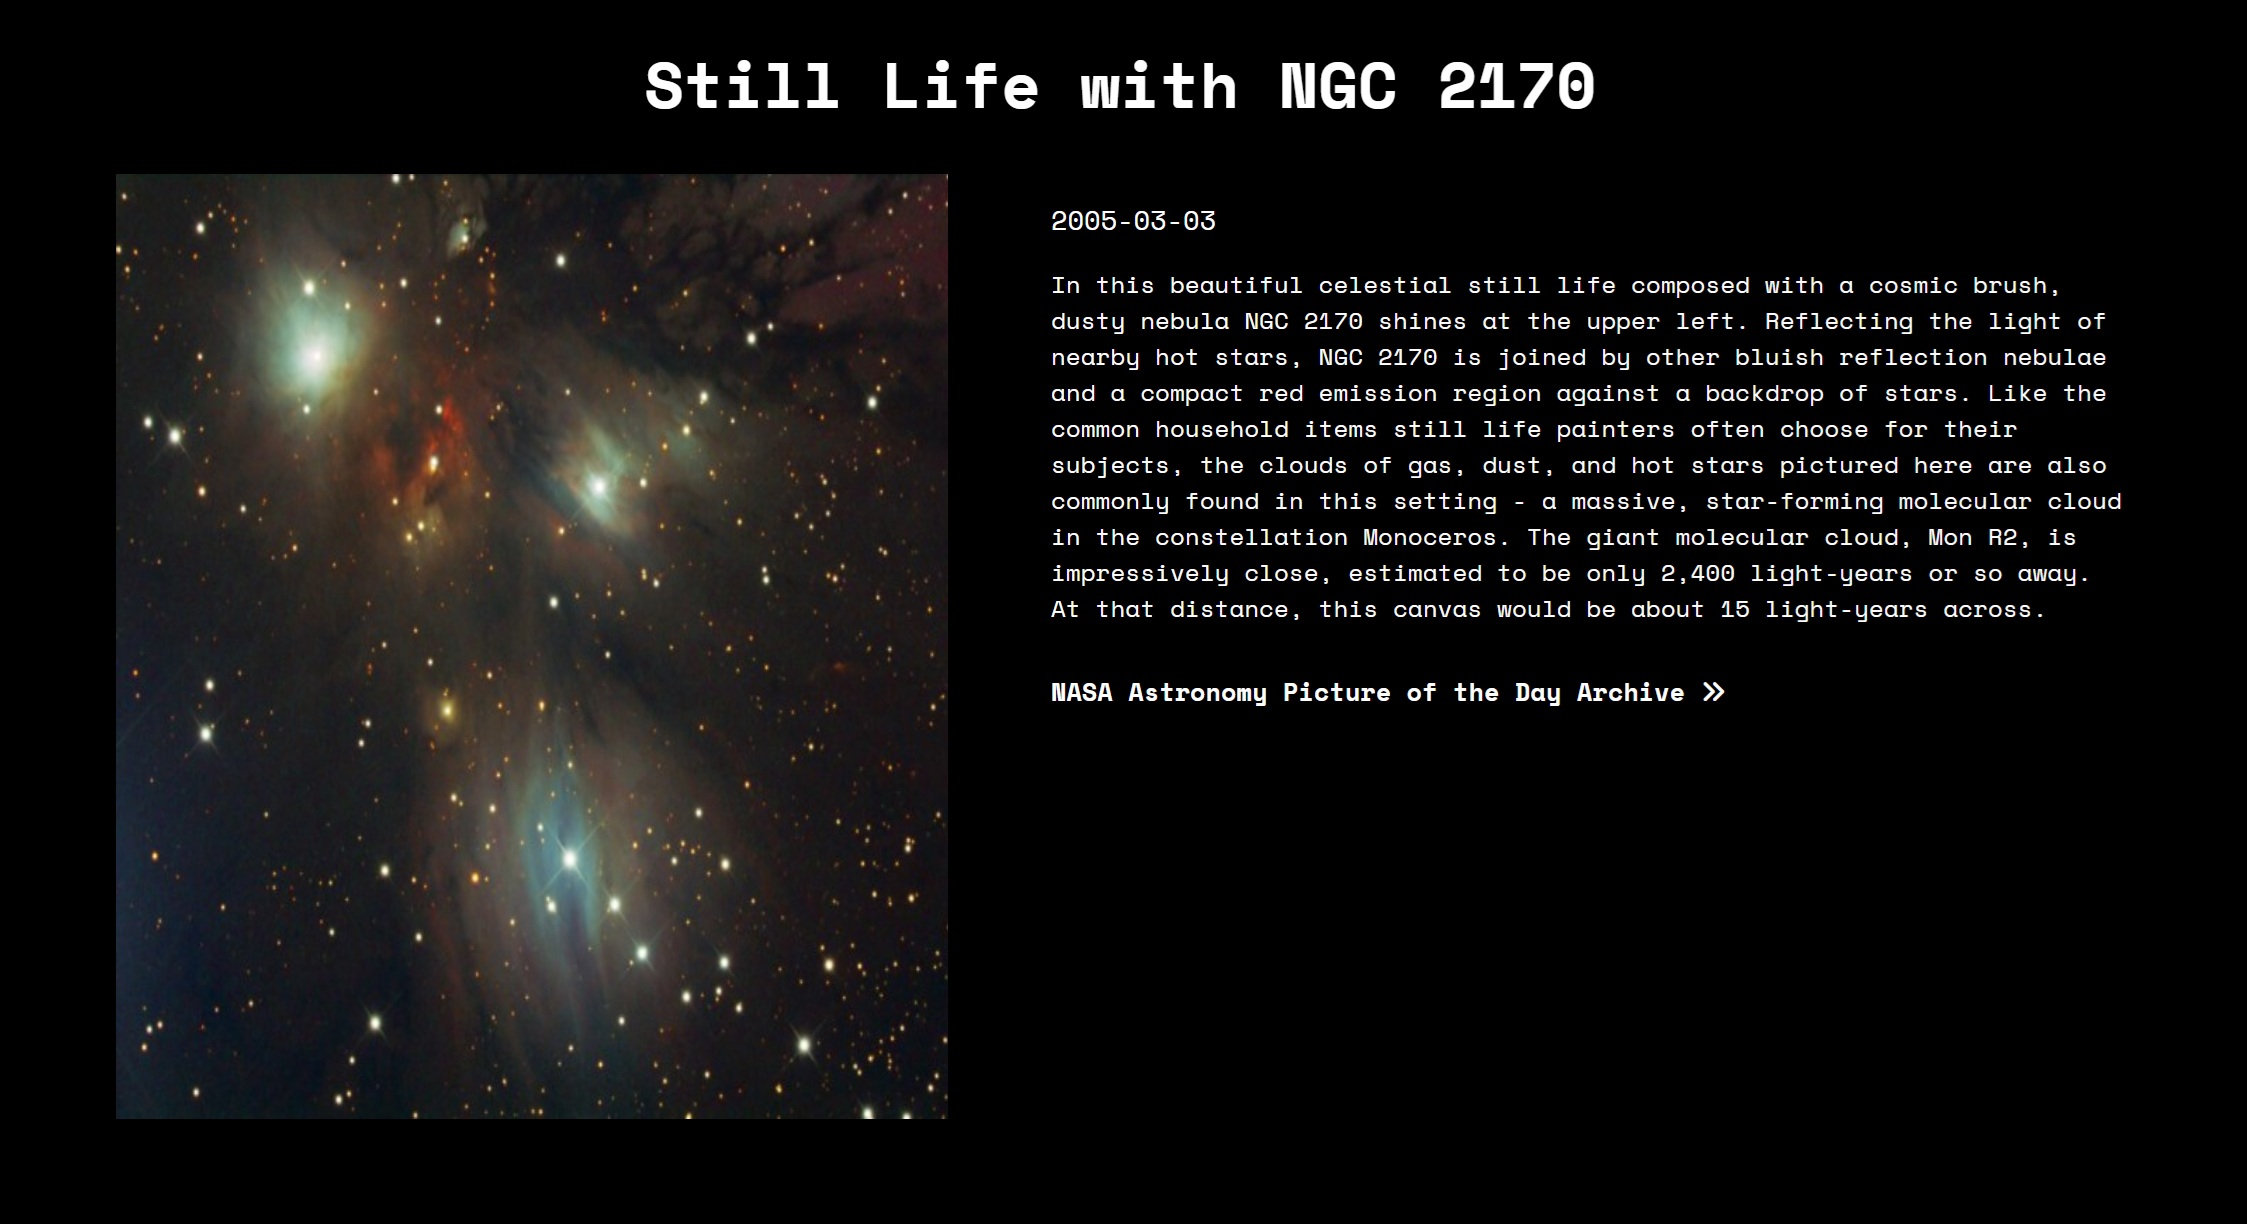 Still Life with NGC 2170
2005-03-03
In this beautiful celestial still life composed with a cosmic brush,
dusty nebula NGC 2170 shines at the upper left. Reflecting the light of
nearby hot stars, NGC 2170 is joined by other bluish reflection nebulae
and a compact red emission region against a backdrop of stars. Like the
common household items still life painters often choose for their
subjects, the clouds of gas, dust, and hot stars pictured here are also
commonly found in this setting - a massive, star-forming molecular cloud
in the constellation Monoceros. The giant molecular cloud, Mon R2, is
impressively close, estimated to be only 2,400 light-years or so away.
At that distance, this canvas would be about 15 light-years across.
NASA Astronomy Picture of the Day Archive »